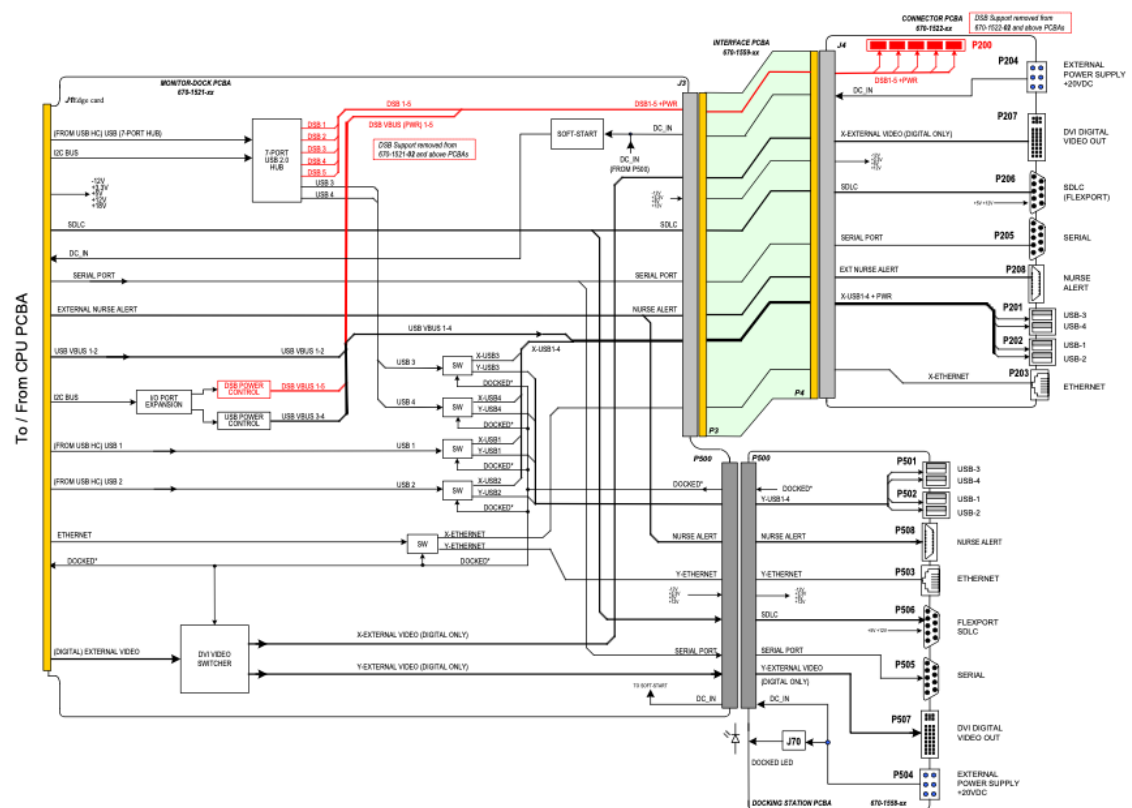 CONNECTOR PCBA
670-1522-xx
DSB Support removed from
670-1522-02 and above PCBAs
INTERFACE PCBA
670-1559-xx
J4
P200
P204
EXTERNAL
POWER SUPPLY
+20VDC
MONITOR-DOCK PCBA
670-1521-xx
J3
DSB1-5 +PWR
DC_IN
Edge card
DSB 1-5
DSB1-5 +PWR
P207
DVI DIGITAL
VIDEO OUT
(FROM USB HC) USB (7-PORT HUB)
I2C BUS
7-PORT
USB 2.0
HUB
DSB 1
DSB 2
DSB 3
DSB 4
DSB 5
USB 3
USB 4
DSB VBUS (PWR) 1-5
DSB Support removed from
670-1521-02 and above PCBAs
SOFT-START
DC_IN
DC_IN
(FROM P500)
X-EXTERNAL VIDEO (DIGITAL ONLY)
-12V
+3.3V
+5V
+12V
+18V
P206
SDLC
(FLEXPORT)
SDLC
+5V +12V
SDLC
SDLC
DC_IN
P205
SERIAL
SERIAL PORT
SERIAL PORT
SERIAL PORT
P208
NURSE
ALERT
EXT NURSE ALERT
EXTERNAL NURSE ALERT
NURSE ALERT
X-USB1-4 + PWR
P201
USB-3
USB-4
USB VBUS 1-4
X-USB1-4
P202
USB-1
USB-2
USB VBUS 1-2
USB VBUS 1-2
USB 3
SW
X-USB3
Y-USB3
DOCKED*
P203
ETHERNET
X-ETHERNET
I2C BUS
I/O PORT
EXPANSION
DSB POWER
CONTROL
DSB VBUS 1-5
USB POWER
CONTROL
USB VBUS 3-4
USB 4
SW
X-USB4
Y-USB4
DOCKED*
P4
P3
To / From CPU PCBA
(FROM USB HC) USB 1
USB 1
SW
X-USB1
Y-USB1
DOCKED*
P500
P500
P501
USB-3
USB-4
(FROM USB HC) USB 2
USB 2
SW
X-USB2
Y-USB2
DOCKED*
DOCKED*
DOCKED*
Y-USB1-4
P502
USB-1
USB-2
ETHERNET
SW
X-ETHERNET
Y-ETHERNET
NURSE ALERT
NURSE ALERT
P508
NURSE ALERT
DOCKED*
DOCKED*
Y-ETHERNET
Y-ETHERNET
P503
ETHERNET
SDLC
P506
FLEXPORT
SDLC
+5V +12V
(DIGITAL) EXTERNAL VIDEO
DVI VIDEO
SWITCHER
X-EXTERNAL VIDEO (DIGITAL ONLY)
Y-EXTERNAL VIDEO (DIGITAL ONLY)
SERIAL PORT
SERIAL PORT
P505
SERIAL
Y-EXTERNAL VIDEO
(DIGITAL ONLY)
TO SOFT-START
DC_IN
DC_IN
P507
DVI DIGITAL
VIDEO OUT
J70
DOCKED LED
P504
EXTERNAL
POWER SUPPLY
+20VDC
DOCKING STATION PCBA
670-1558-xx